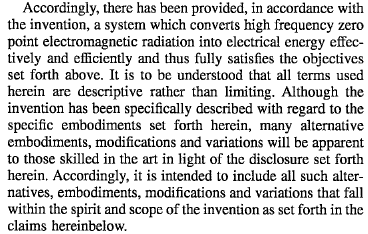 Accordingly, there has been provided, in accordance with
the invention, a system which converts high frequency zero
point electromagnetic radiation into electrical energy effec-
tively and efficiently and thus fully satisfies the objectives
set forth above. It is to be understood that all terms used
herein are descriptive rather than limiting. Although the
invention has been specifically described with regard to the
specific embodiments set forth herein, many alternative
embodiments, modifications and variations will be apparent
to those skilled in the art in light of the disclosure set forth
herein. Accordingly, it is intended to include all such alter-
natives, embodiments, modifications and variations that fall
within the spirit and scope of the invention as set forth in the
claims hereinbelow.